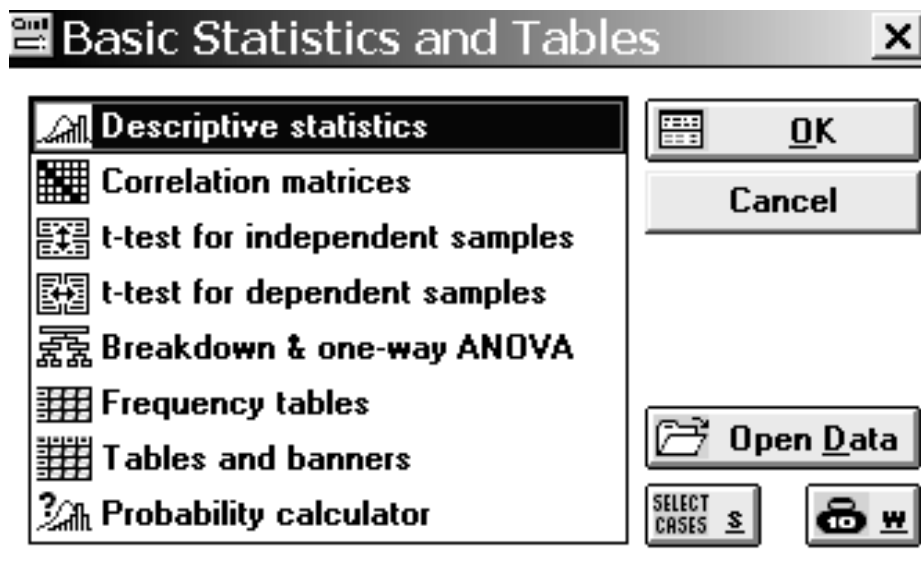 Basic Statistics and Tables
Descriptive statistics
Correlation matrices
t-test for independent samples
t-test for dependent samples
Breakdown & one-way ANOVA
Frequency tables
Tables and banners
Probability calculator
OK
Cancel
Open Data
SELECT
CASES S
10 W